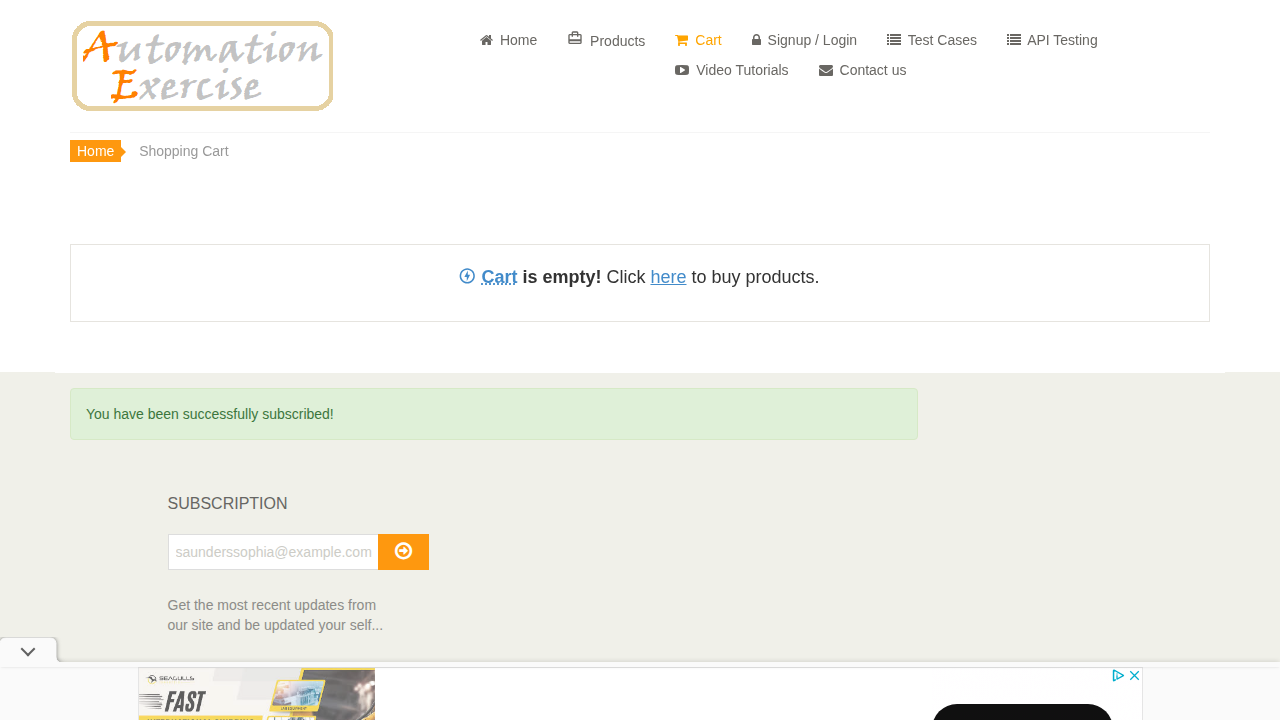 Automation
Exercise
Home
Products
Cart
Signup / Login
Test Cases
API Testing
Video Tutorials
Contact us
Home
Shopping Cart
Cart is empty! Click here to buy products.
You have been successfully subscribed!
SUBSCRIPTION
saunderssophia@example.com
Get the most recent updates from
our site and be updated your self...
SEAGULLS
FAST